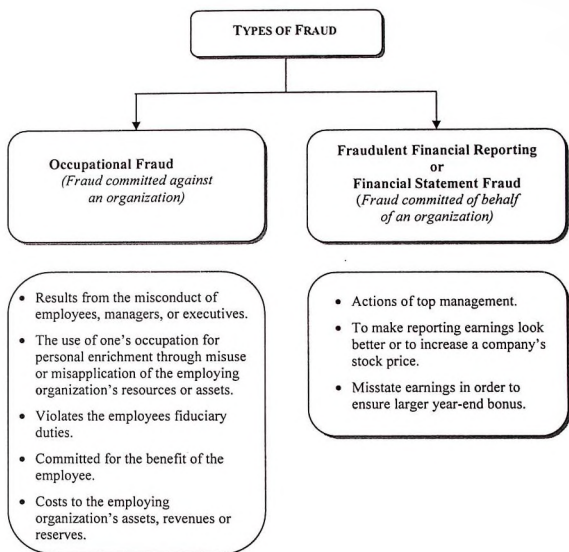 TYPES OF FRAUD
Occupational Fraud
(Fraud committed against
an organization)
Fraudulent Financial Reporting
or
Financial Statement Fraud
(Fraud committed of behalf
of an organization)
• Results from the misconduct of
employees, managers, or executives.
• The use of one's occupation for
personal enrichment through misuse
or misapplication of the employing
organization's resources or assets.
• Violates the employees fiduciary
duties.
• Committed for the benefit of the
employee.
• Costs to the employing
organization's assets, revenues or
reserves.
• Actions of top management.
• To make reporting earnings look
better or to increase a company's
stock price.
• Misstate earnings in order to
ensure larger year-end bonus.